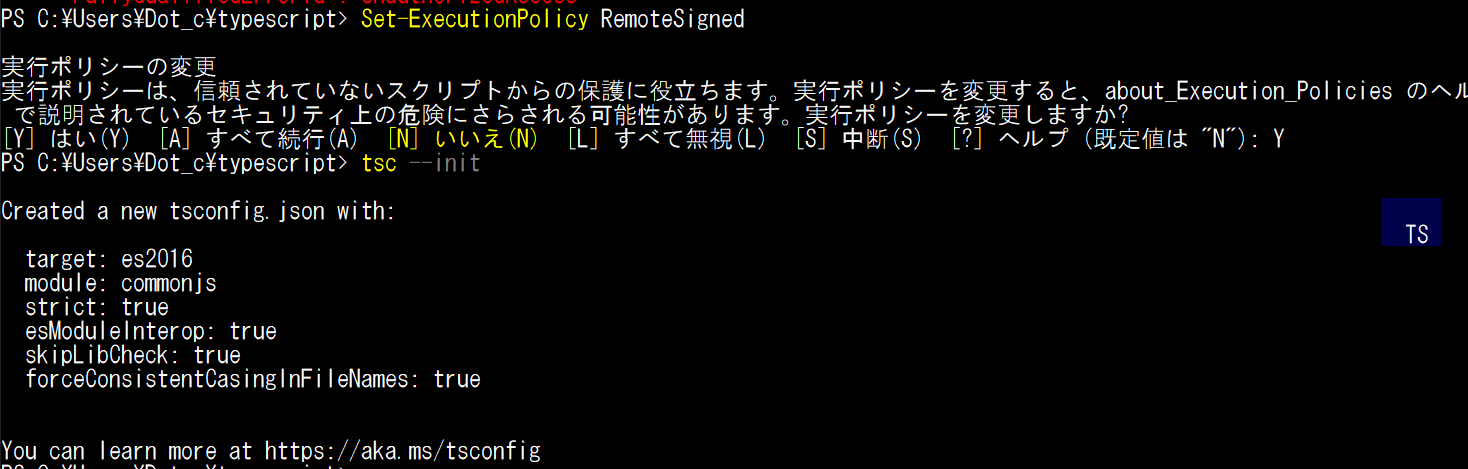 PS C:¥Users¥Dot_c¥typescript> Set-ExecutionPolicy RemoteSigned
実行ポリシーの変更
実行ポリシーは、信頼されていないスクリプトからの保護に役立ちます。実行ポリシーを変更すると、about_Execution_Policies のヘル
で説明されているセキュリティ上の危険にさらされる可能性があります。実行ポリシーを変更しますか?
[Y] はい(Y)  [A] すべて続行(A)  [N] いいえ(N)  [L] すべて無視(L)  [S] 中断(S)  [?] ヘルプ (既定値は "N"): Y
PS C:¥Users¥Dot_c¥typescript> tsc --init
Created a new tsconfig.json with:
TS
target: es2016
module: commonjs
strict: true
esModuleInterop: true
skipLibCheck: true
forceConsistentCasingInFileNames: true
You can learn more at https://aka.ms/tsconfig